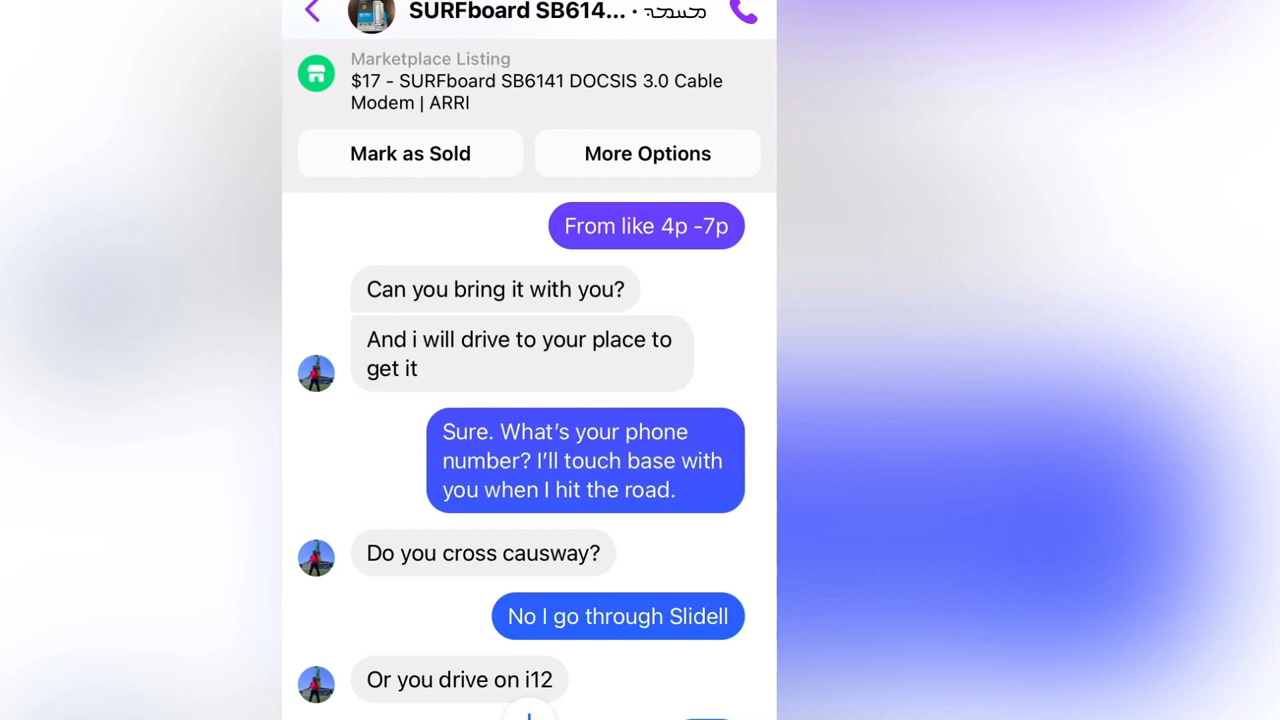 SURFboard SB614... ·
Marketplace Listing
$17 - SURFboard SB6141 DOCSIS 3.0 Cable
Modem | ARRI
Mark as Sold
More Options
From like 4p -7p
Can you bring it with you?
And i will drive to your place to
get it
Sure. What's your phone
number? I'll touch base with
you when I hit the road.
Do you cross causway?
No I go through Slidell
Or you drive on i12